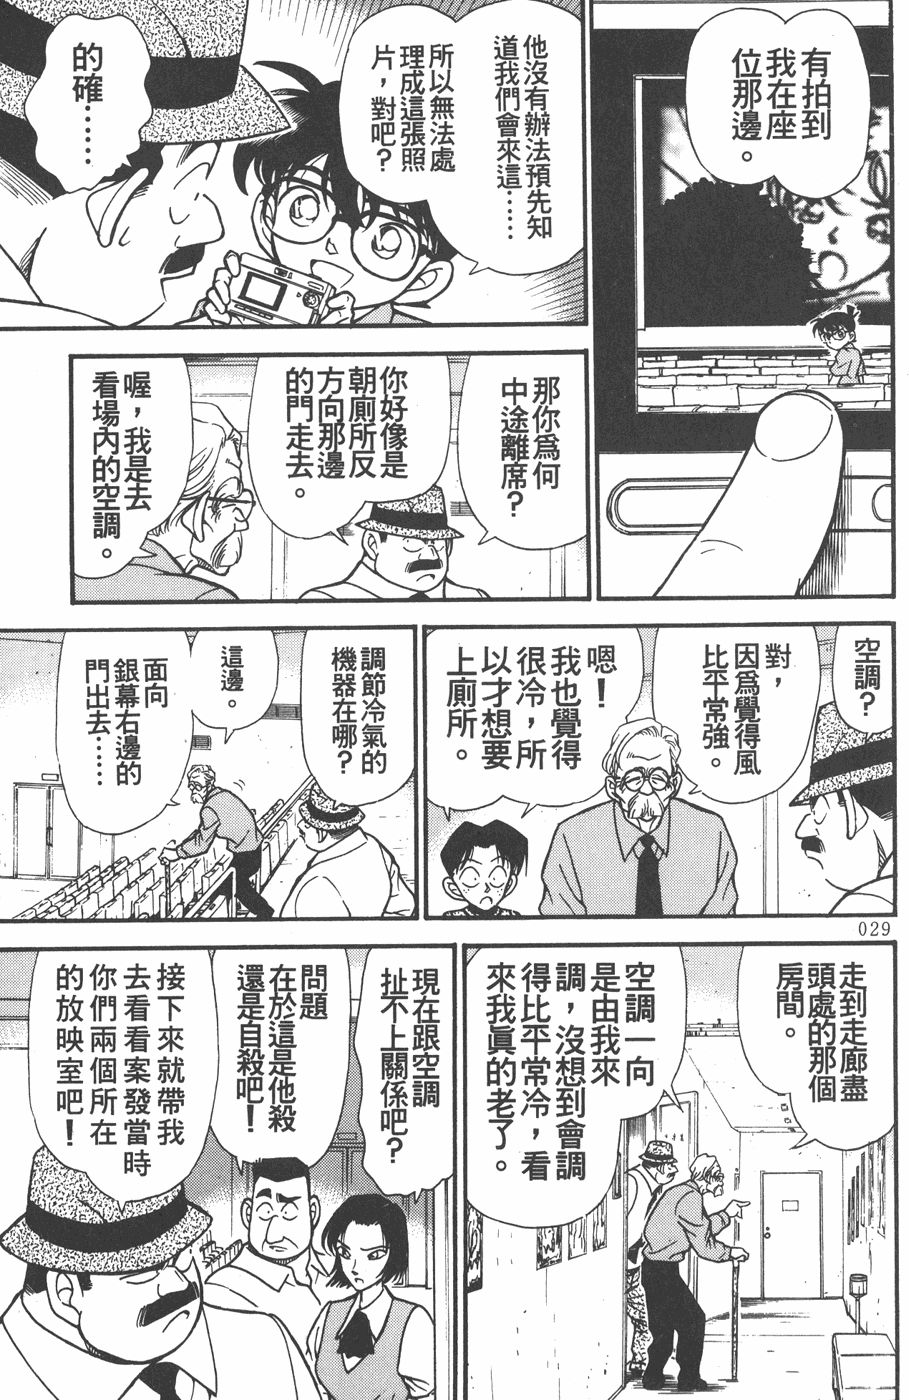 有拍到
我在座
位那邊。
他沒有辦法預先知
道我們會來這……
所以無法處
理成這張照
片，對吧？
的確……
那你為何
中途離席？
你好像是
朝廁所反
方向那邊
的門走去。
喔，我是去
看場內的空調。
空調？
對，
因為覺得風
比平常強。
嗯！
我也覺得
很冷，所
以才想要
上廁所。
調節冷氣的
機器在哪？
這邊。
面向
銀幕右邊的
門出去……
029
走到走廊盡
頭處的那個
房間。
空調一向
是由我來
調，沒想到會調
得比平常冷，看
來我真的老了。
現在跟空調
扯不上關係吧？
問題
在於這是他殺
還是自殺吧！
接下來就帶我
去看看案發當時
你們兩個所在
的放映室吧！